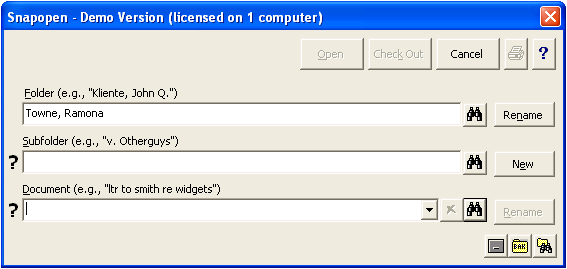 Snapopen - Demo Version (licensed on 1 computer)
Open Check Out Cancel ?
Folder (e.g., "Kliente, John Q.")
Towne, Ramona Rename
Subfolder (e.g., "v. Otherguys")
? New
Document (e.g., "ltr to smith re widgets")
? Rename
BAK